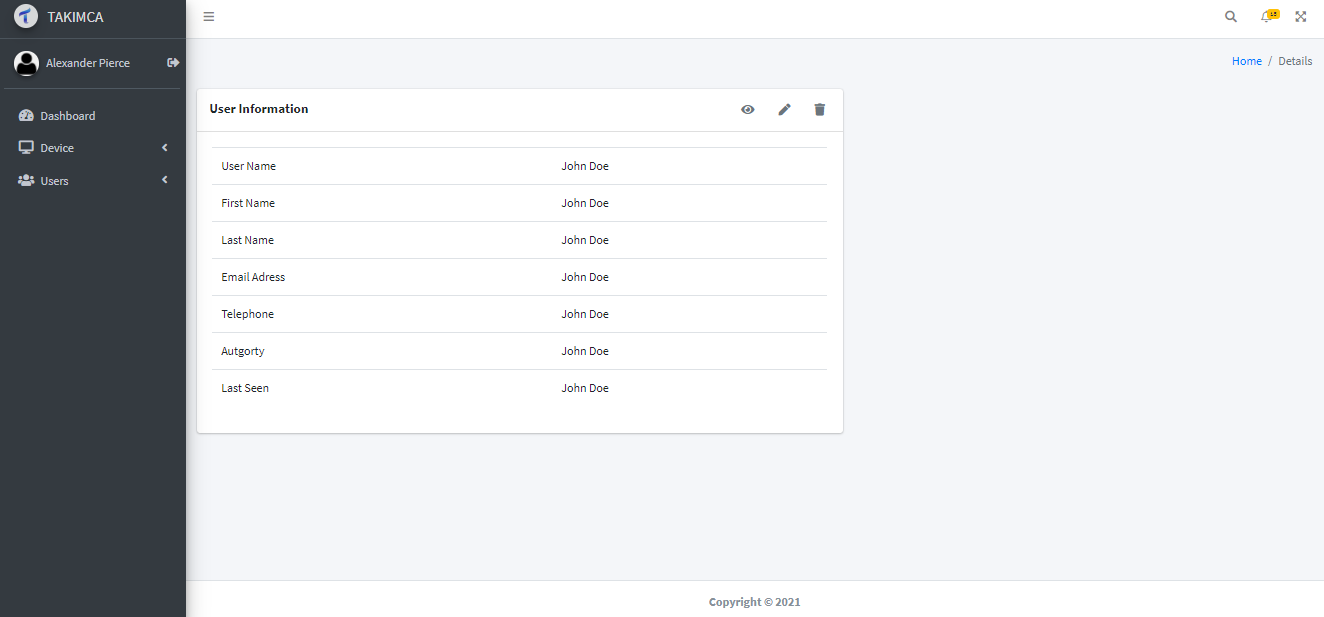 TAKIMCA
Alexander Pierce
Dashboard
Device
Users
15
Home / Details
User Information
User Name John Doe
First Name John Doe
Last Name John Doe
Email Adress John Doe
Telephone John Doe
Autgorty John Doe
Last Seen John Doe
Copyright © 2021